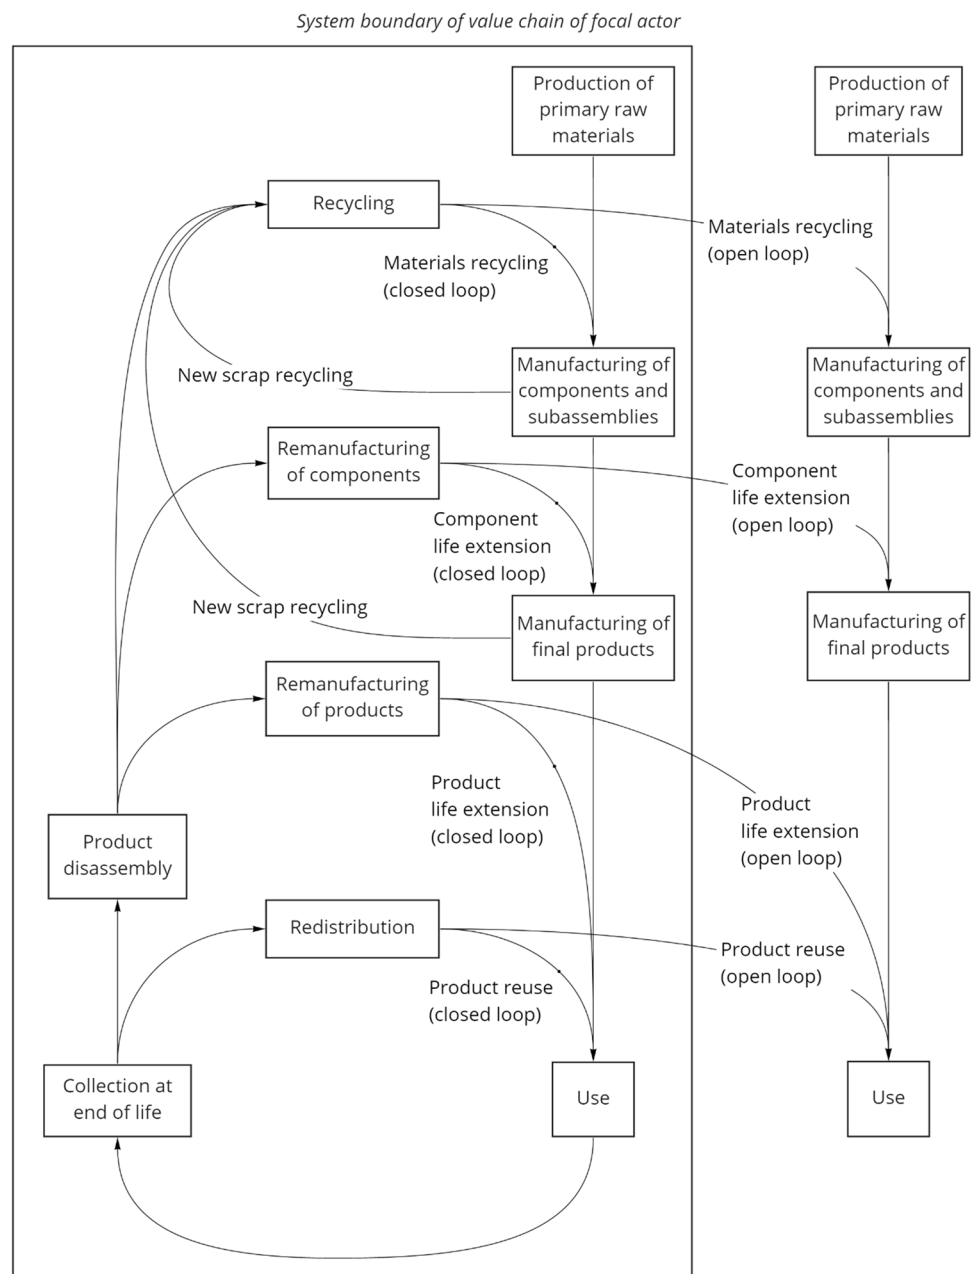 System boundary of value chain of focal actor
Production of
primary raw
materials
Production of
primary raw
materials
Recycling
Materials recycling
(open loop)
Materials recycling
(closed loop)
New scrap recycling
Manufacturing of
components and
subassemblies
Manufacturing of
components and
subassemblies
Remanufacturing
of components
Component
life extension
(open loop)
Component
life extension
(closed loop)
New scrap recycling
Manufacturing of
final products
Manufacturing of
final products
Remanufacturing
of products
Product
life extension
(closed loop)
Product
life extension
(open loop)
Product
disassembly
Redistribution
Product reuse
(open loop)
Product reuse
(closed loop)
Collection at
end of life
Use
Use